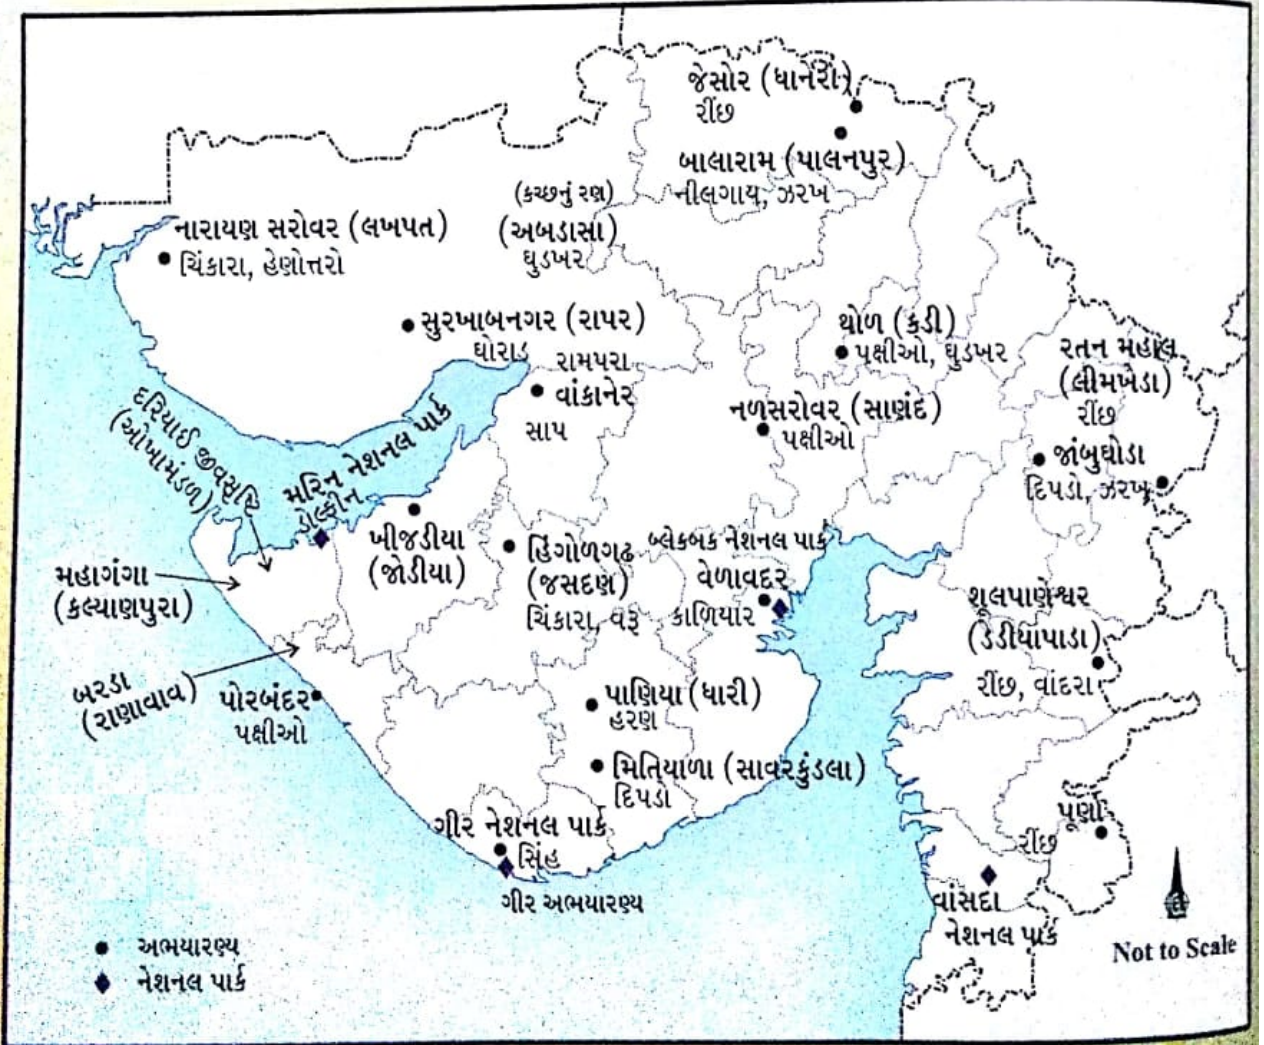 જેસોર (ધાનેરા)
રીંછ
બાલારામ (પાલનપુર)
નીલગાય, ઝરખ
(કચ્છનું રણ)
(અબડાસા)
ઘુડખર
નારાયણ સરોવર (લખપત)
ચિંકારા, હેણોત્તરો
સુરખાબનગર (રાપર)
ઘોરાડ
રામપરા
વાંકાનેર
સાપ
થોળ (કડી)
પક્ષીઓ, ઘુડખર
રતન મહાલ
(લીમખેડા)
રીંછ
નળસરોવર (સાણંદ)
પક્ષીઓ
જાંબુઘોડા
દિપડો, ઝરખ
દરિયાઈ જીવસૃષ્ટિ
(ઓખામંડળ)
મરિન નેશનલ પાર્ક
ડોલ્ફીન
ખીજડીયા
(જોડીયા)
હિંગોળગઢ
(જસદણ)
ચિંકારા, વરૂ
બ્લેકબક નેશનલ પાર્ક
વેળાવદર
કાળિયાર
મહાગંગા
(કલ્યાણપુરા)
શૂલપાણેશ્વર
(ડેડીયાપાડા)
રીંછ, વાંદરા
બરડા
(રાણાવાવ)
પોરબંદર
પક્ષીઓ
પાણિયા (ધારી)
હરણ
મિતિયાળા (સાવરકુંડલા)
દિપડો
ગીર નેશનલ પાર્ક
સિંહ
ગીર અભયારણ્ય
પૂર્ણા
રીંછ
વાંસદા
નેશનલ પાર્ક
અભયારણ્ય
નેશનલ પાર્ક
Not to Scale